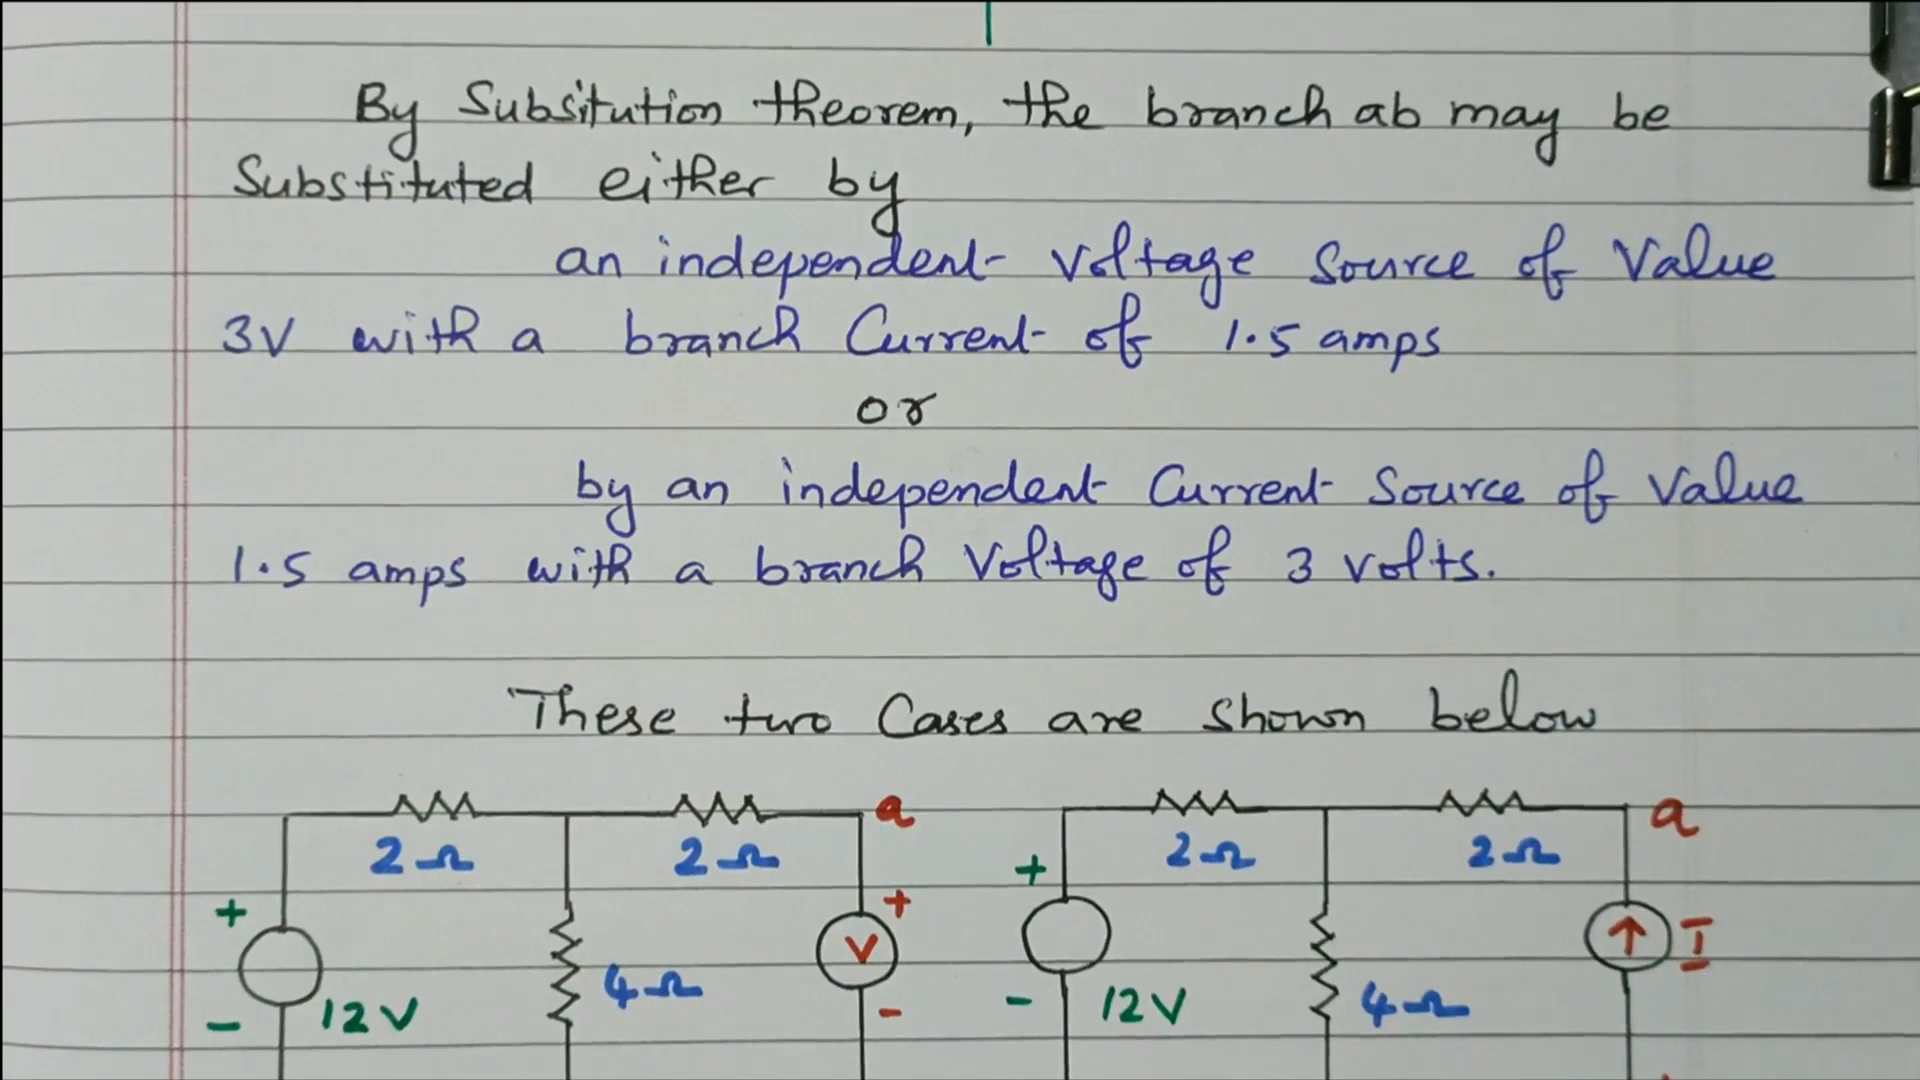 By Subsitution theorem, the branch ab may be
Substituted either by
an independent Voltage Source of Value
3V with a branch Current of 1.5 amps
or
by an independent Current Source of Value
1.5 amps with a branch Voltage of 3 volts.
These two Cases are shown below
2Ω 2Ω a 2Ω 2Ω a
+ + +
V I
4Ω 4Ω
- 12V - - 12V